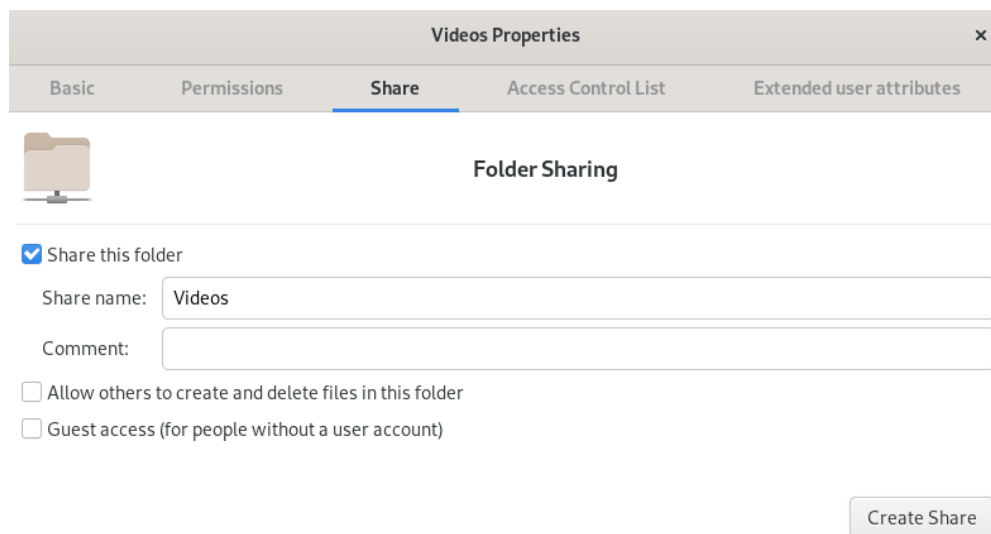 Videos Properties ×
Basic Permissions Share Access Control List Extended user attributes
Folder Sharing
Share this folder
Share name: Videos
Comment:
Allow others to create and delete files in this folder
Guest access (for people without a user account)
Create Share